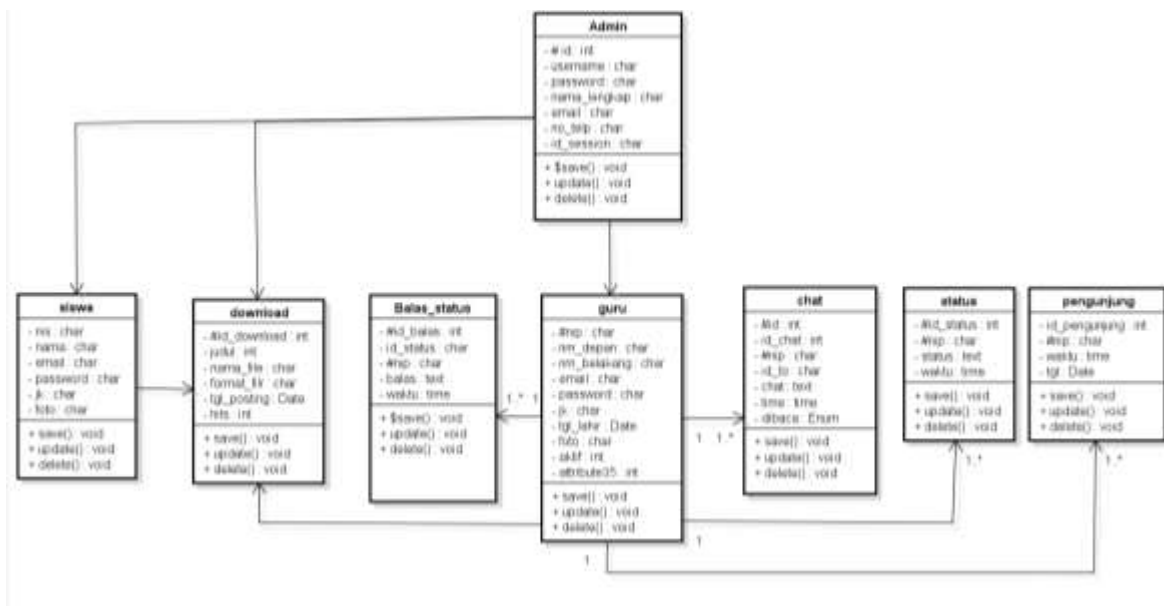 Admin
- #id : int
- username : char
- password : char
- nama_lengkap : char
- email : char
- no_telp : char
- id_session : char
+ $save() : void
+ update() : void
+ delete() : void
siswa
- nis : char
- nama : char
- email : char
- password : char
- jk : char
- foto : char
+ save() : void
+ update() : void
+ delete() : void
download
- #id_download : int
- judul : int
- nama_file : char
- format_filr : char
- tgl_posting : Date
- hits : int
+ save() : void
+ update() : void
+ delete() : void
Balas_status
- #id_balas : int
- id_status : char
- #nip : char
- balas : text
- waktu : time
+ $save() : void
+ update() : void
+ delete() : void
1..* 1
guru
- #nip : char
- nm_depan : char
- nm_belakang : char
- email : char
- password : char
- jk : char
- tgl_lahir : Date
- foto : char
- aktif : int
- attribute35 : int
+ save() : void
+ update() : void
+ delete() : void
1 1..*
chat
- #id : int
- id_chat : int
- #nip : char
- id_to : char
- chat : text
- time : time
- dibaca : Enum
+ save() : void
+ update() : void
+ delete() : void
status
- #id_status : int
- #nip : char
- status : text
- waktu : time
+ save() : void
+ update() : void
+ delete() : void
1..*
pengunjung
- id_pengunjung : int
- #nip : char
- waktu : time
- tgl : Date
+ save() : void
+ update() : void
+ delete() : void
1..*
1
1